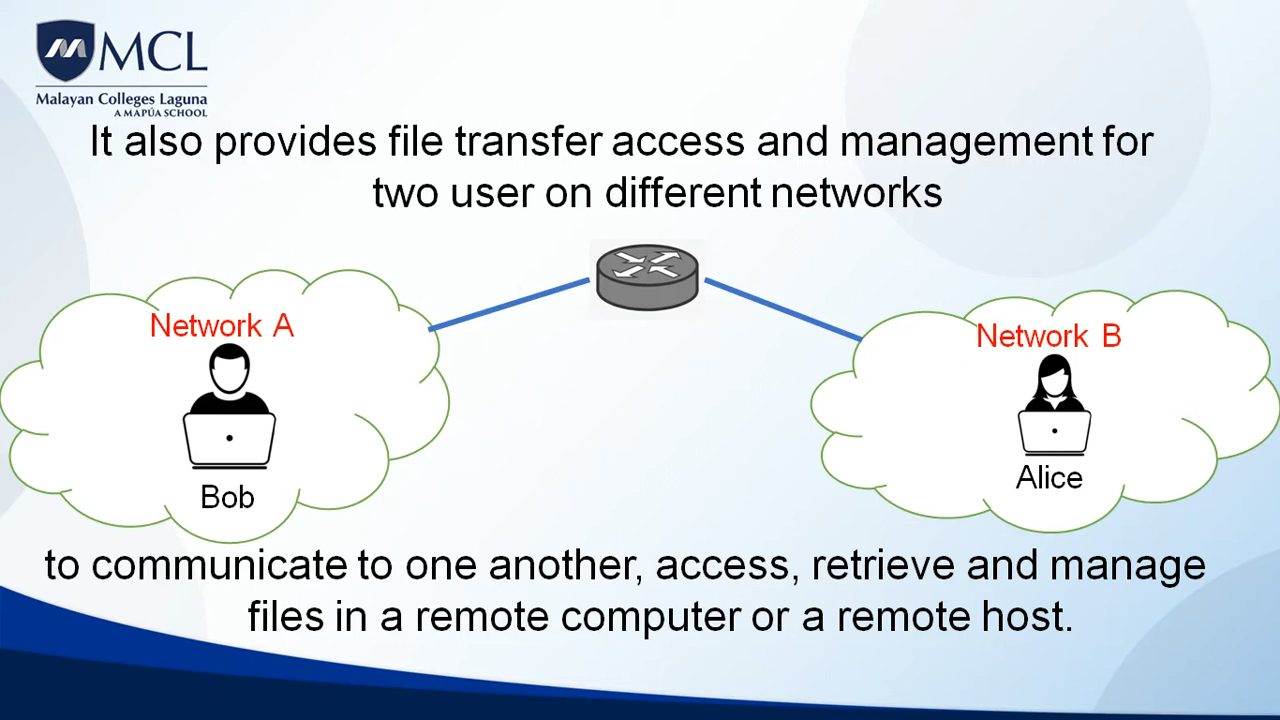 MCL
Malayan Colleges Laguna
A MAPÚA SCHOOL
It also provides file transfer access and management for
two user on different networks
Network A
Network B
Bob
Alice
to communicate to one another, access, retrieve and manage
files in a remote computer or a remote host.